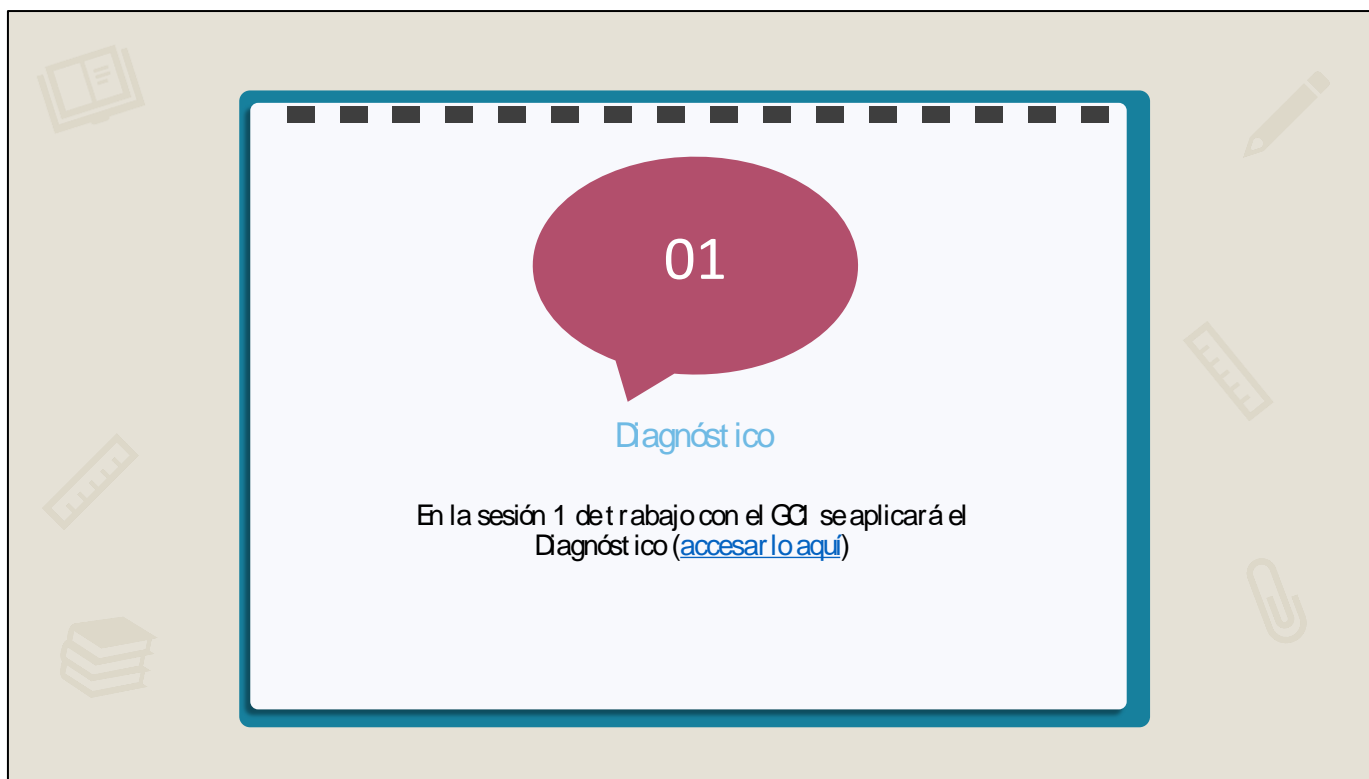 01
Diagnóstico
En la sesión 1 de trabajo con el GC1 se aplicará el
Diagnóstico (accesarlo aquí)